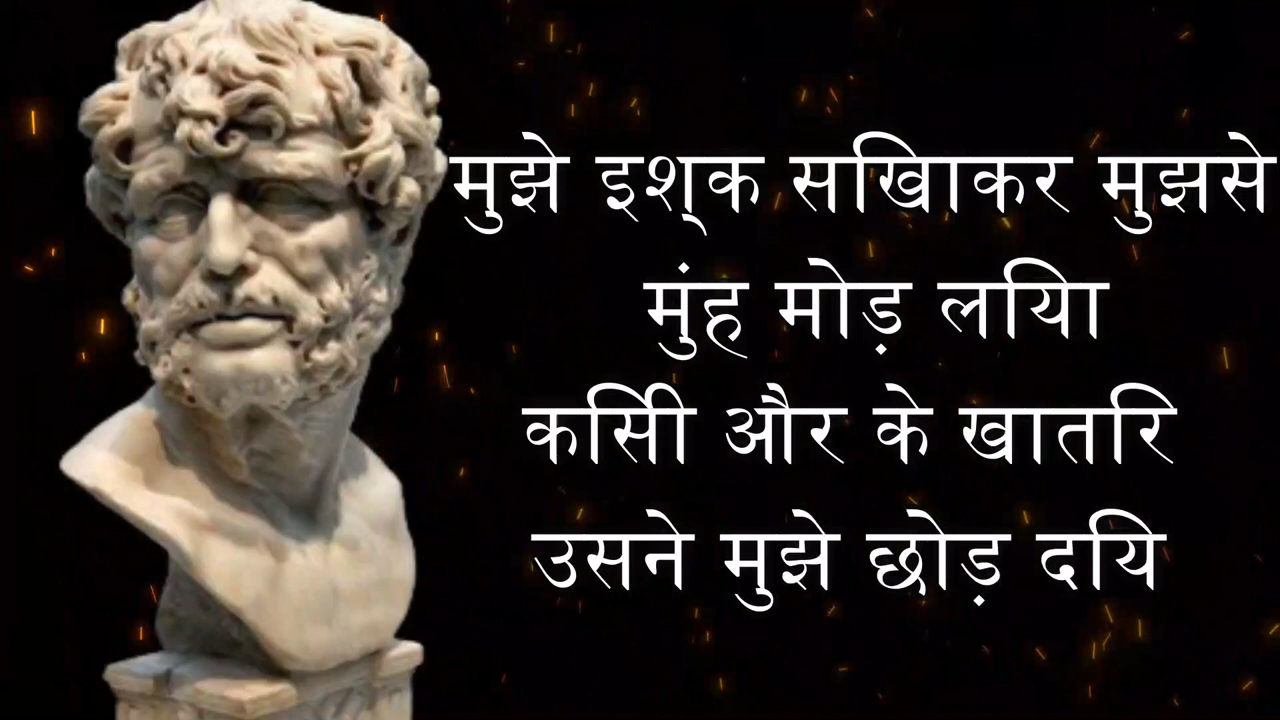 मुझे इश्‌क सखिाकर मुझसे
मुंह मोड़ लयिा
कसिी और के खातरि
उसने मुझे छोड़ दयि